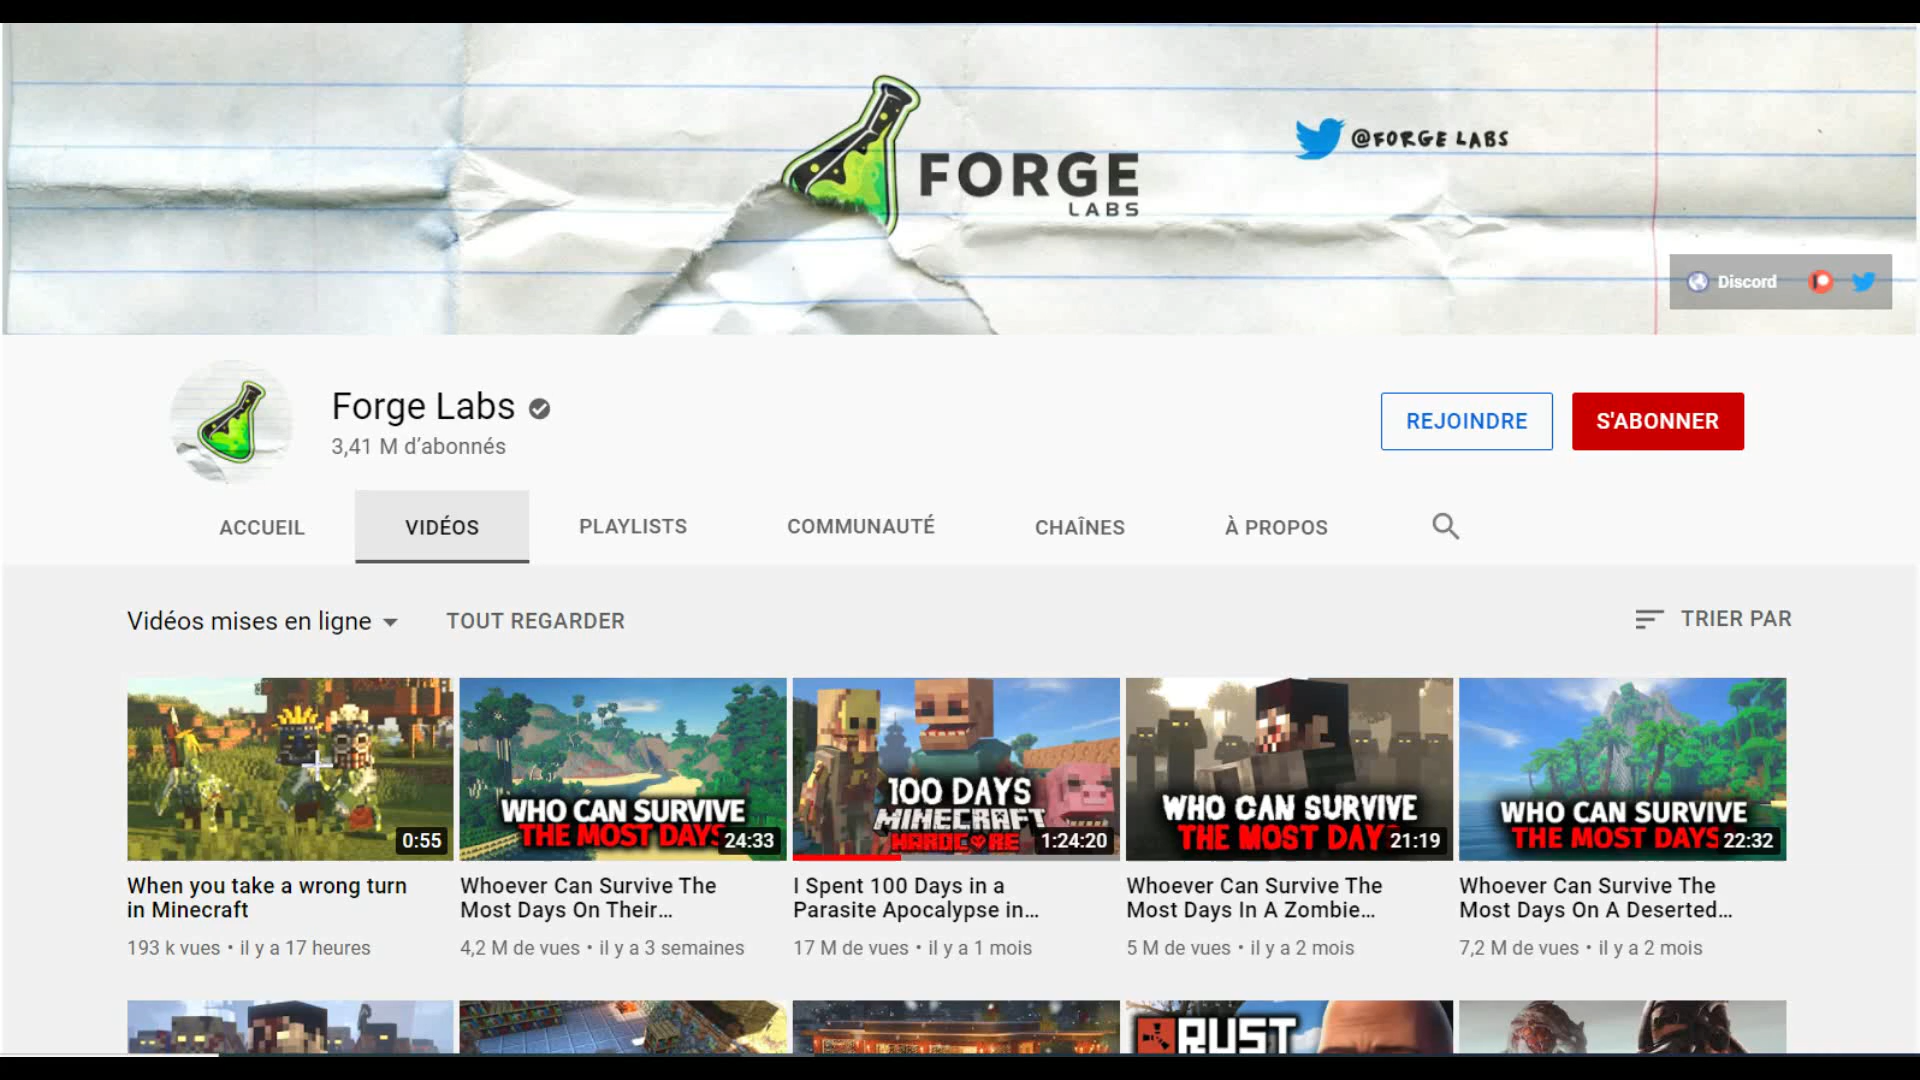 FORGE
LABS
@FORGE LABS
Discord
Forge Labs
3,41 M d’abonnés
REJOINDRE
S'ABONNER
ACCUEIL
VIDÉOS
PLAYLISTS
COMMUNAUTÉ
CHAÎNES
À PROPOS
Vidéos mises en ligne
TOUT REGARDER
TRIER PAR
0:55
WHO CAN SURVIVE
THE MOST DAYS
24:33
100 DAYS
MINECRAFT
HARDCORE
1:24:20
WHO CAN SURVIVE
THE MOST DAY
21:19
WHO CAN SURVIVE
THE MOST DAYS
22:32
When you take a wrong turn
in Minecraft
193 k vues • il y a 17 heures
Whoever Can Survive The
Most Days On Their...
4,2 M de vues • il y a 3 semaines
I Spent 100 Days in a
Parasite Apocalypse in...
17 M de vues • il y a 1 mois
Whoever Can Survive The
Most Days In A Zombie...
5 M de vues • il y a 2 mois
Whoever Can Survive The
Most Days On A Deserted...
7,2 M de vues • il y a 2 mois
RUST